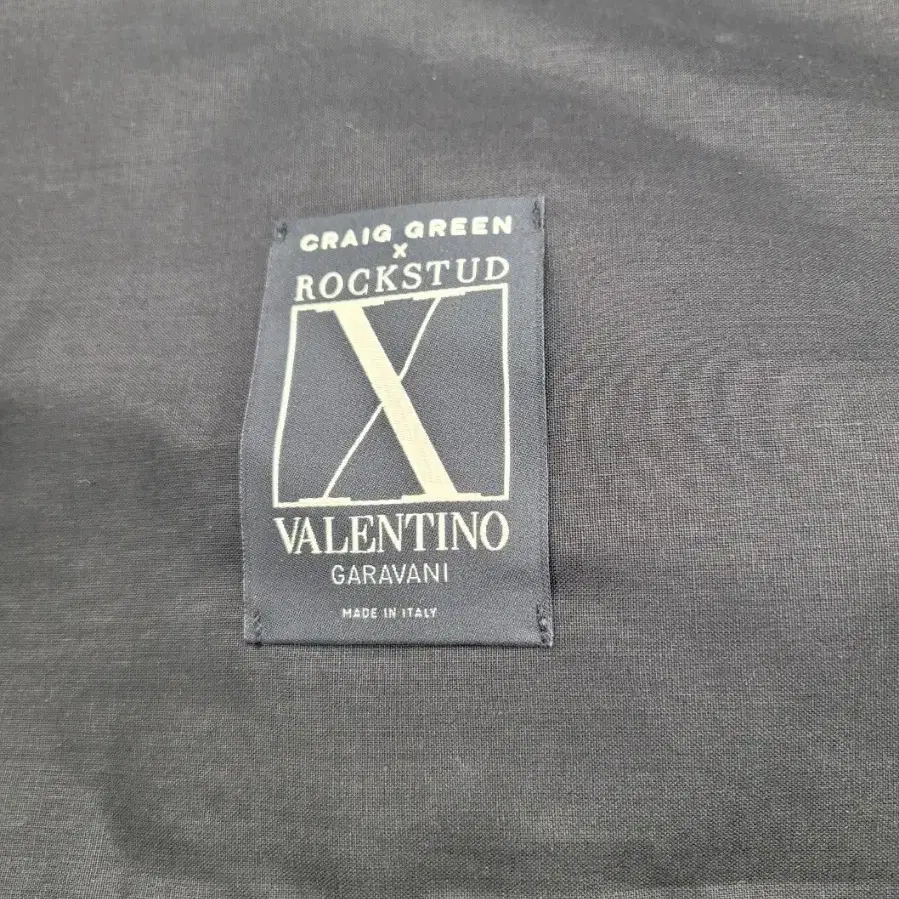 CRAIG GREEN
X
ROCKSTUD
X
VALENTINO
GARAVANI
MADE IN ITALY